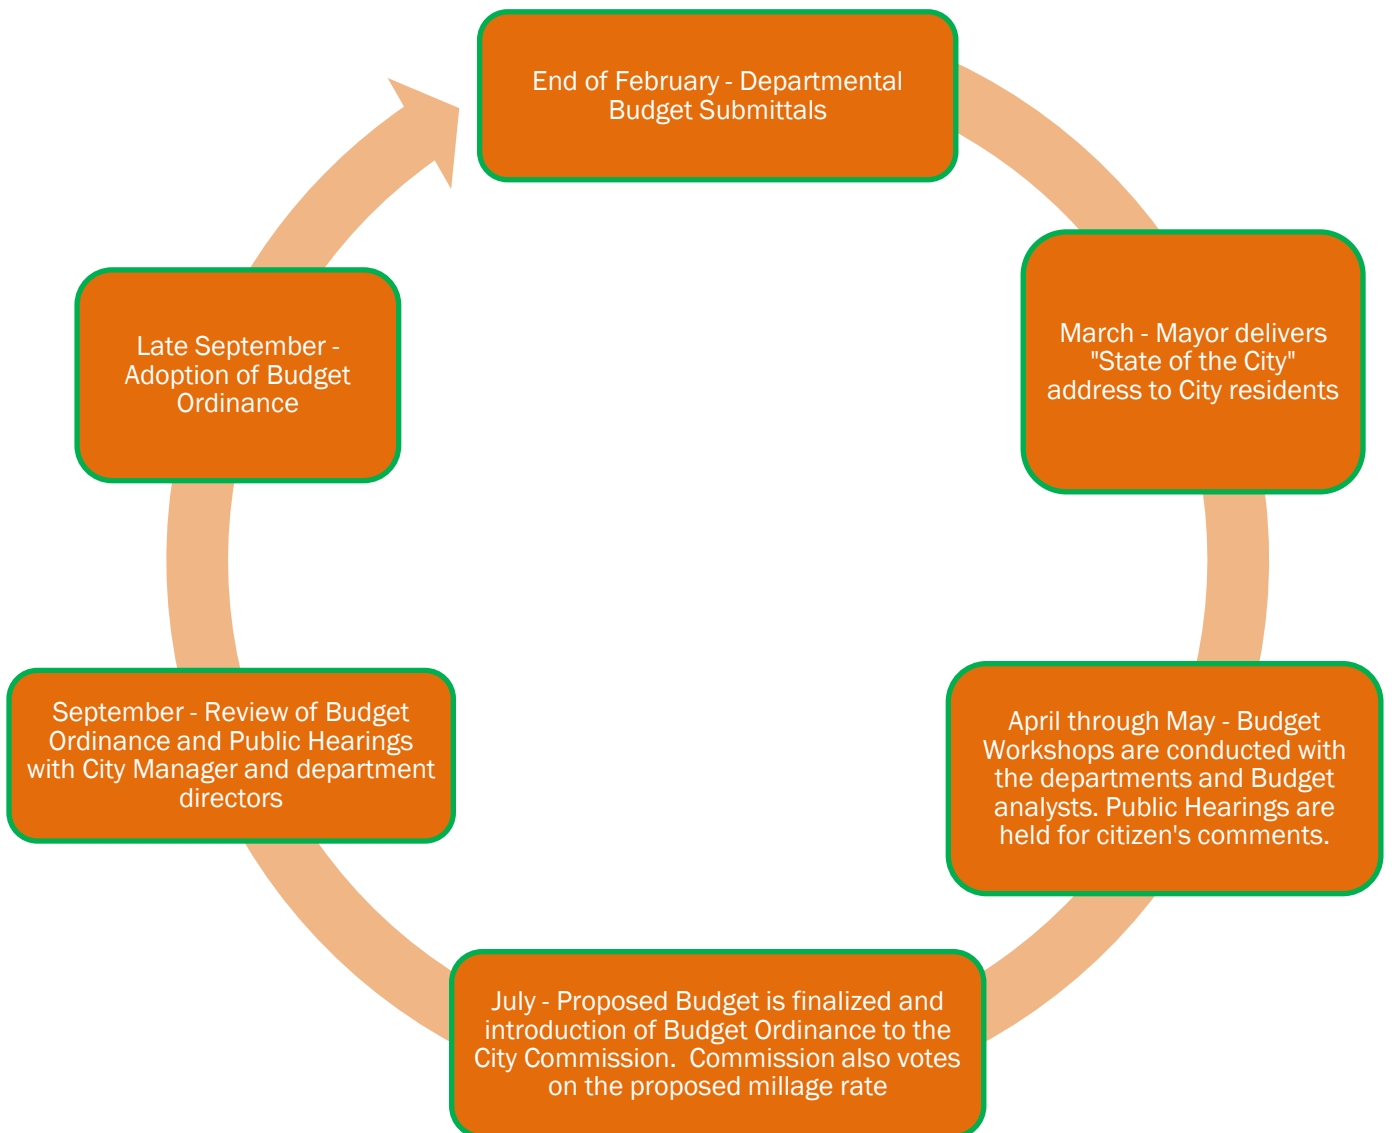 End of February - Departmental
Budget Submittals
March - Mayor delivers
"State of the City"
address to City residents
April through May - Budget
Workshops are conducted with
the departments and Budget
analysts. Public Hearings are
held for citizen's comments.
July - Proposed Budget is finalized and
introduction of Budget Ordinance to the
City Commission.  Commission also votes
on the proposed millage rate
September - Review of Budget
Ordinance and Public Hearings
with City Manager and department
directors
Late September -
Adoption of Budget
Ordinance